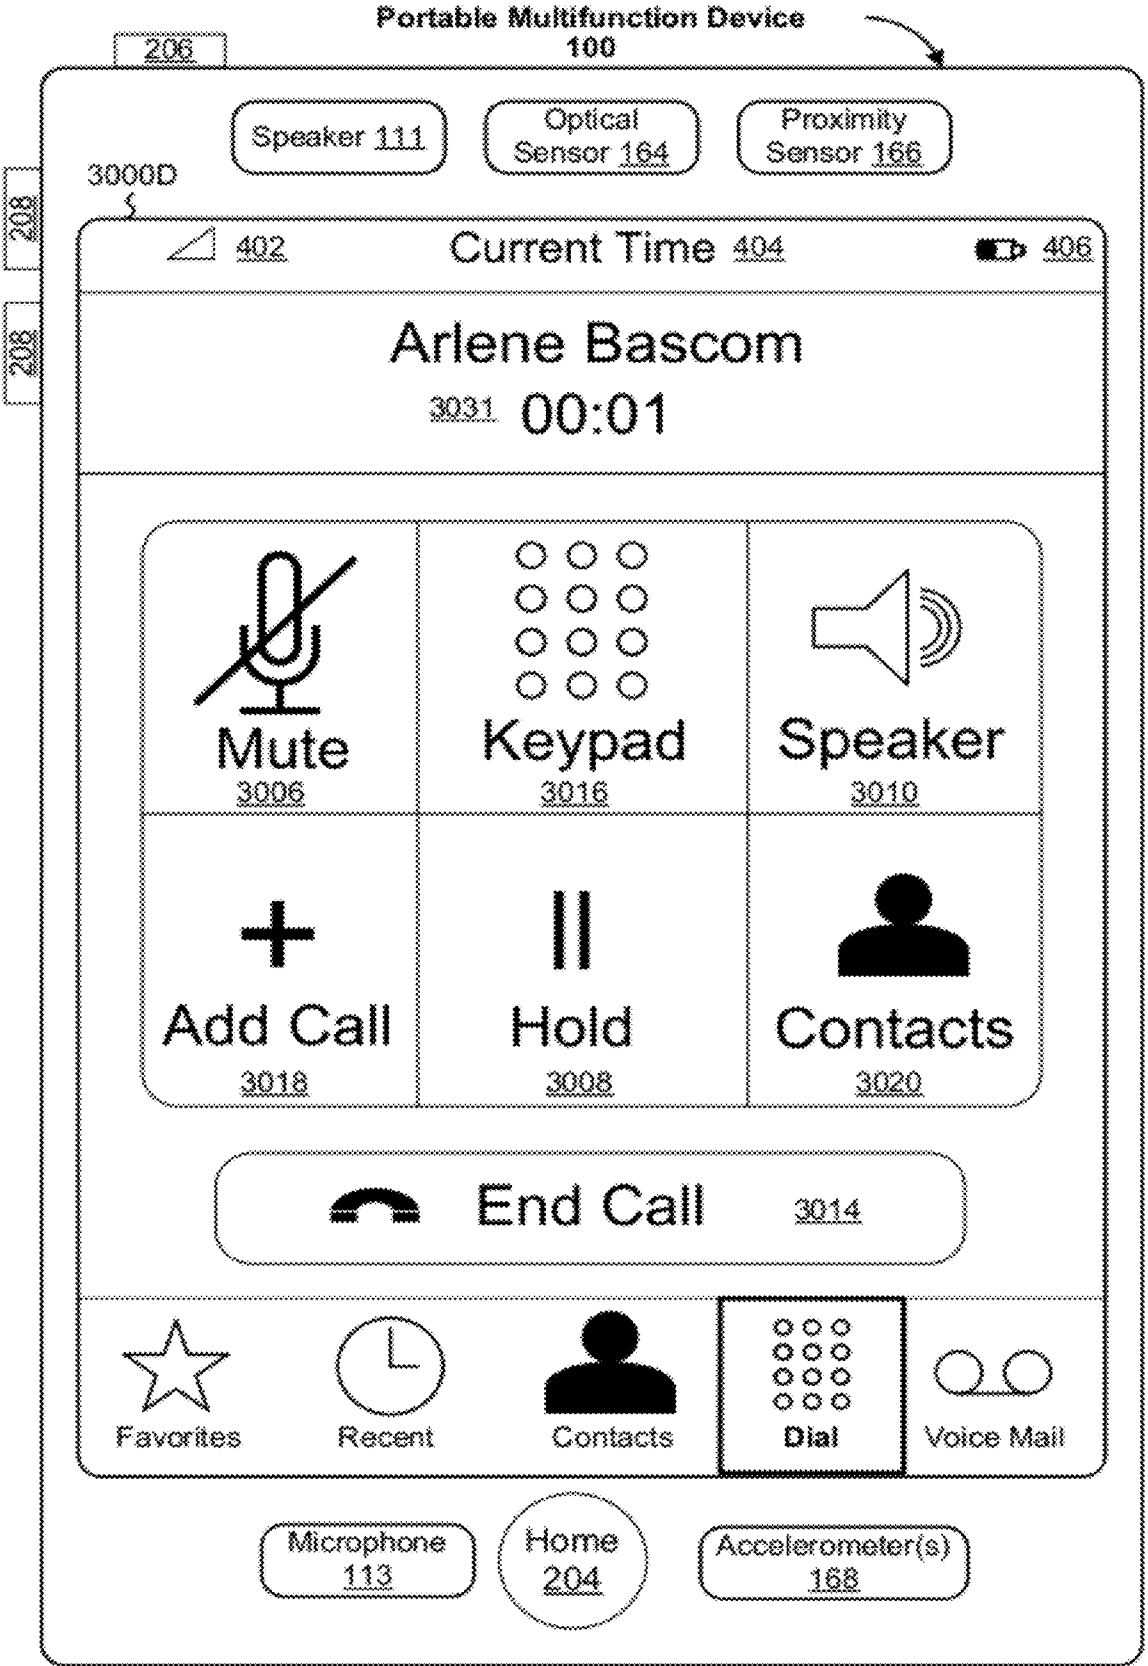 Portable Multifunction Device
100
206
Speaker 111
Optical
Sensor 164
Proximity
Sensor 166
3000D
208
208
402
Current Time 404
406
Arlene Bascom
3031 00:01
Mute
3006
Keypad
3016
Speaker
3010
Add Call
3018
Hold
3008
Contacts
3020
End Call 3014
Favorites
Recent
Contacts
Dial
Voice Mail
Microphone
113
Home
204
Accelerometer(s)
168